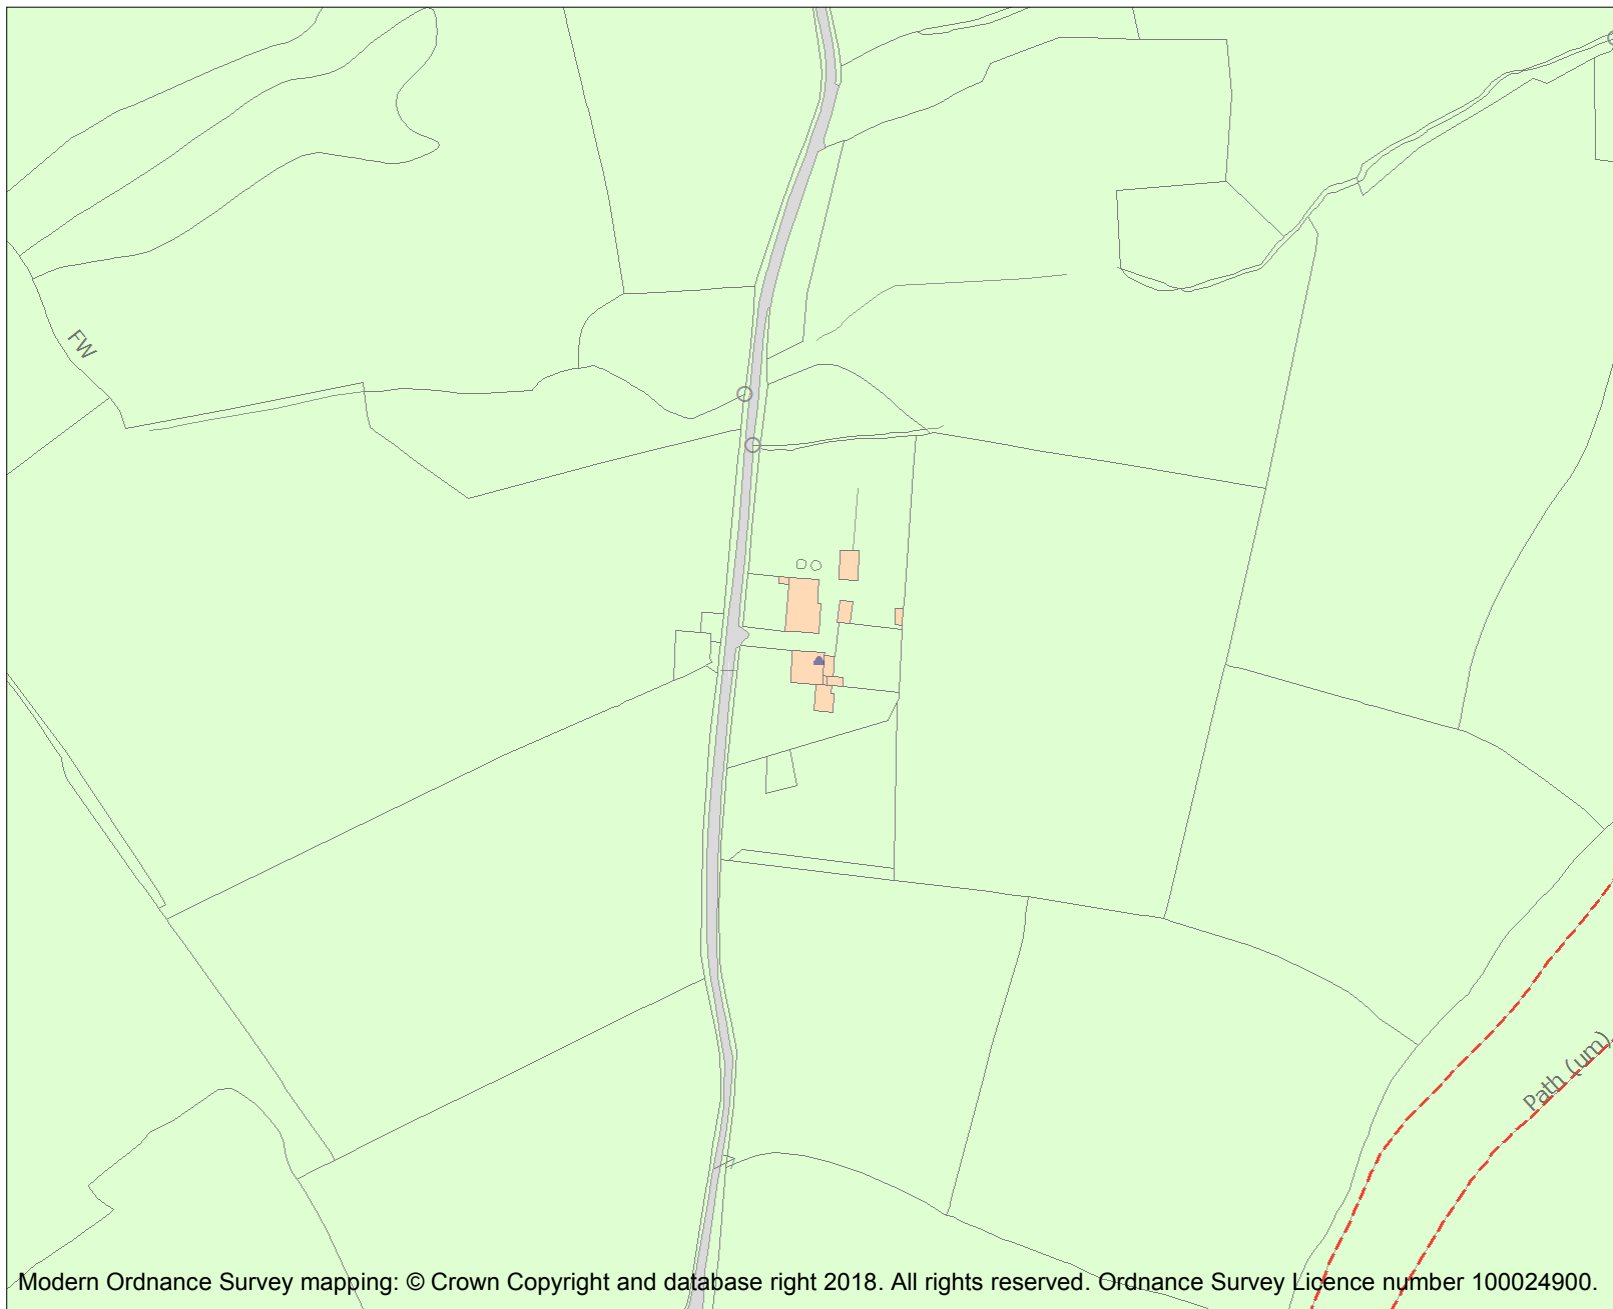 FW
Path (um)
Modern Ordnance Survey mapping: © Crown Copyright and database right 2018. All rights reserved. Ordnance Survey Licence number 100024900.